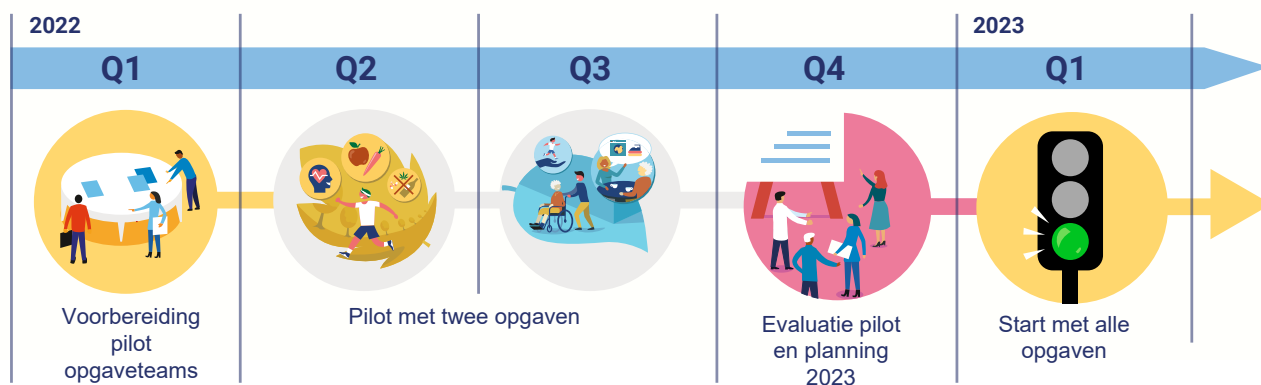 2022
2023
Q1
Q2
Q3
Q4
Q1
Voorbereiding
pilot
opgaveteams
Pilot met twee opgaven
Evaluatie pilot
en planning
2023
Start met alle
opgaven